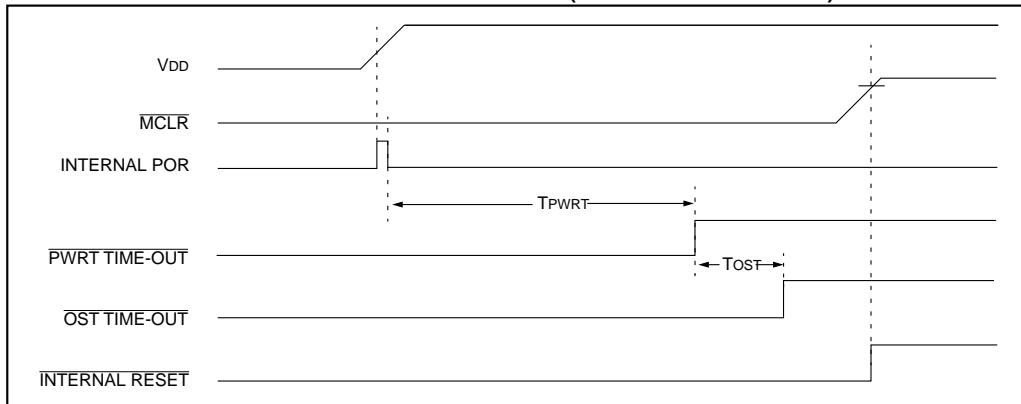 VDD
MCLR
INTERNAL POR
TPWRT
PWRT TIME-OUT
TOST
OST TIME-OUT
INTERNAL RESET